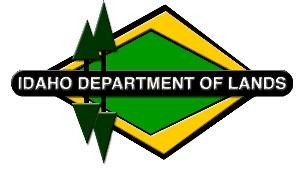 IDAHO DEPARTMENT OF LANDS